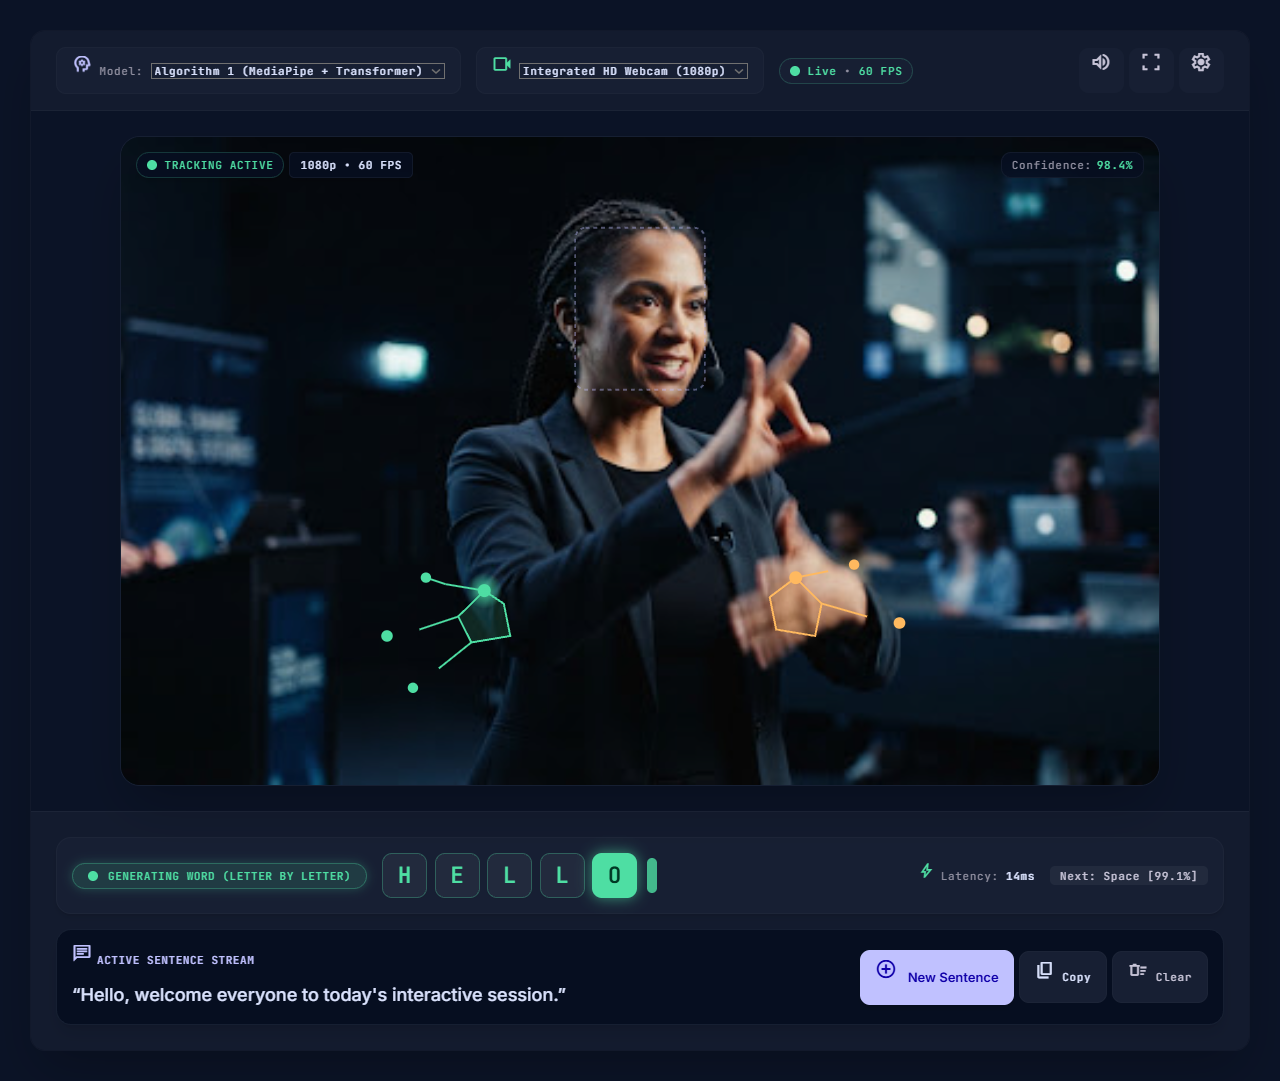 Model: Algorithm 1 (MediaPipe + Transformer)
Integrated HD Webcam (1080p)
Live • 60 FPS
TRACKING ACTIVE
1080p • 60 FPS
Confidence: 98.4%
GENERATING WORD (LETTER BY LETTER)
H E L L O
Latency: 14ms
Next: Space [99.1%]
ACTIVE SENTENCE STREAM
“Hello, welcome everyone to today's interactive session.”
New Sentence
Copy
Clear